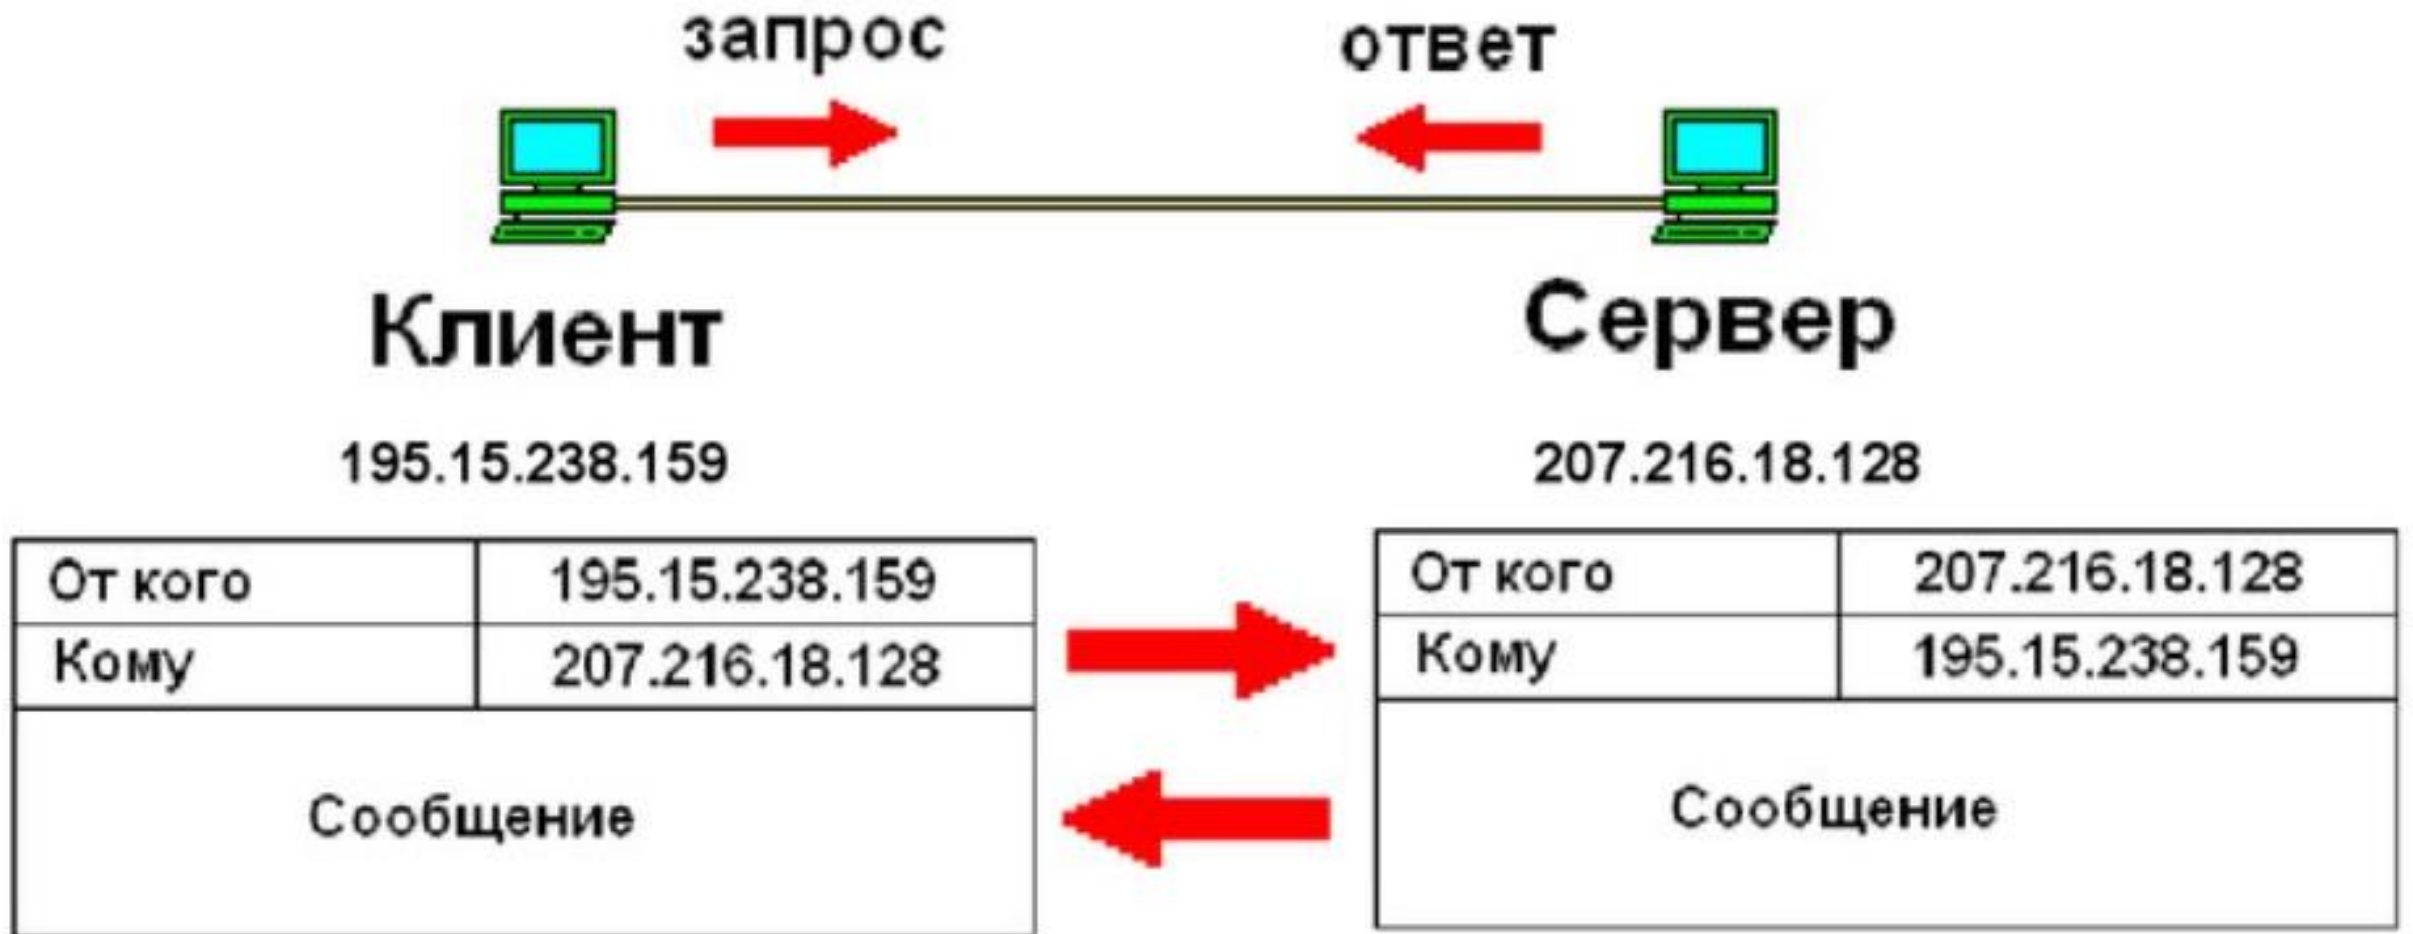 запрос
ответ
Клиент
Сервер
195.15.238.159
207.216.18.128
От кого 195.15.238.159
Кому 207.216.18.128
Сообщение
От кого 207.216.18.128
Кому 195.15.238.159
Сообщение